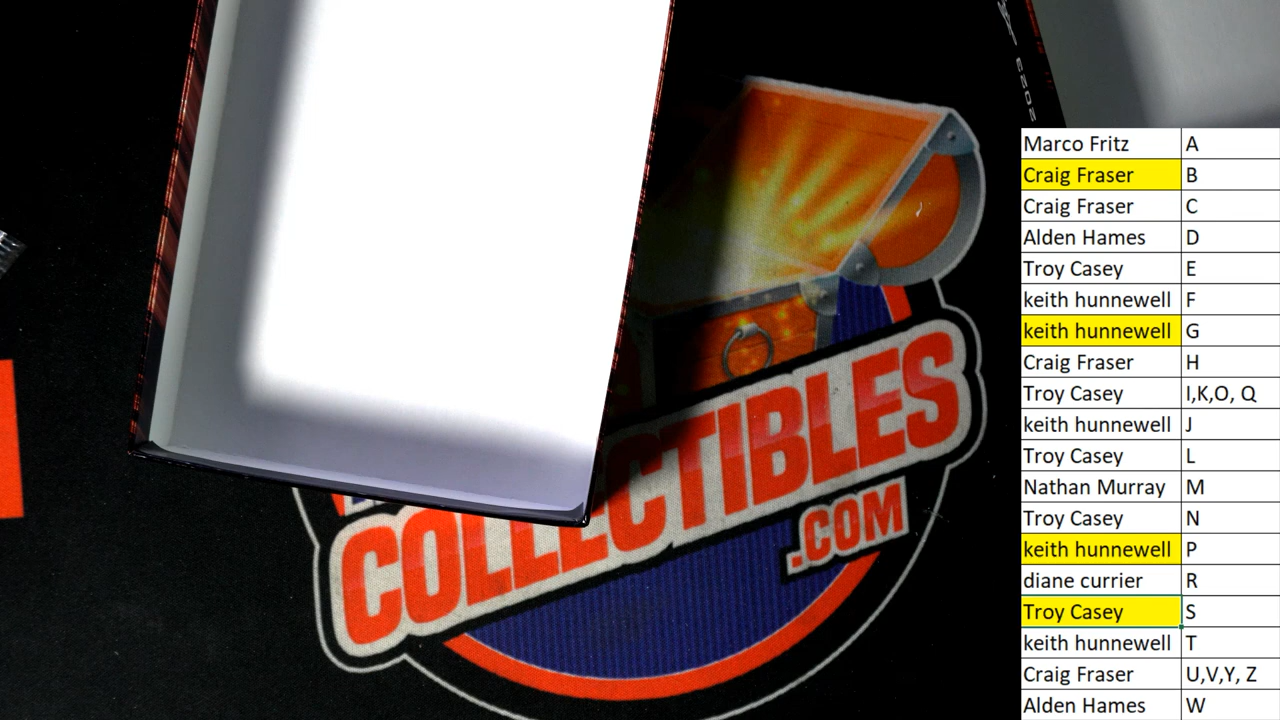 2023
COLLECTIBLES
.COM
Marco Fritz A
Craig Fraser B
Craig Fraser C
Alden Hames D
Troy Casey E
keith hunnewell F
keith hunnewell G
Craig Fraser H
Troy Casey I,K,O, Q
keith hunnewell J
Troy Casey L
Nathan Murray M
Troy Casey N
keith hunnewell P
diane currier R
Troy Casey S
keith hunnewell T
Craig Fraser U,V,Y, Z
Alden Hames W